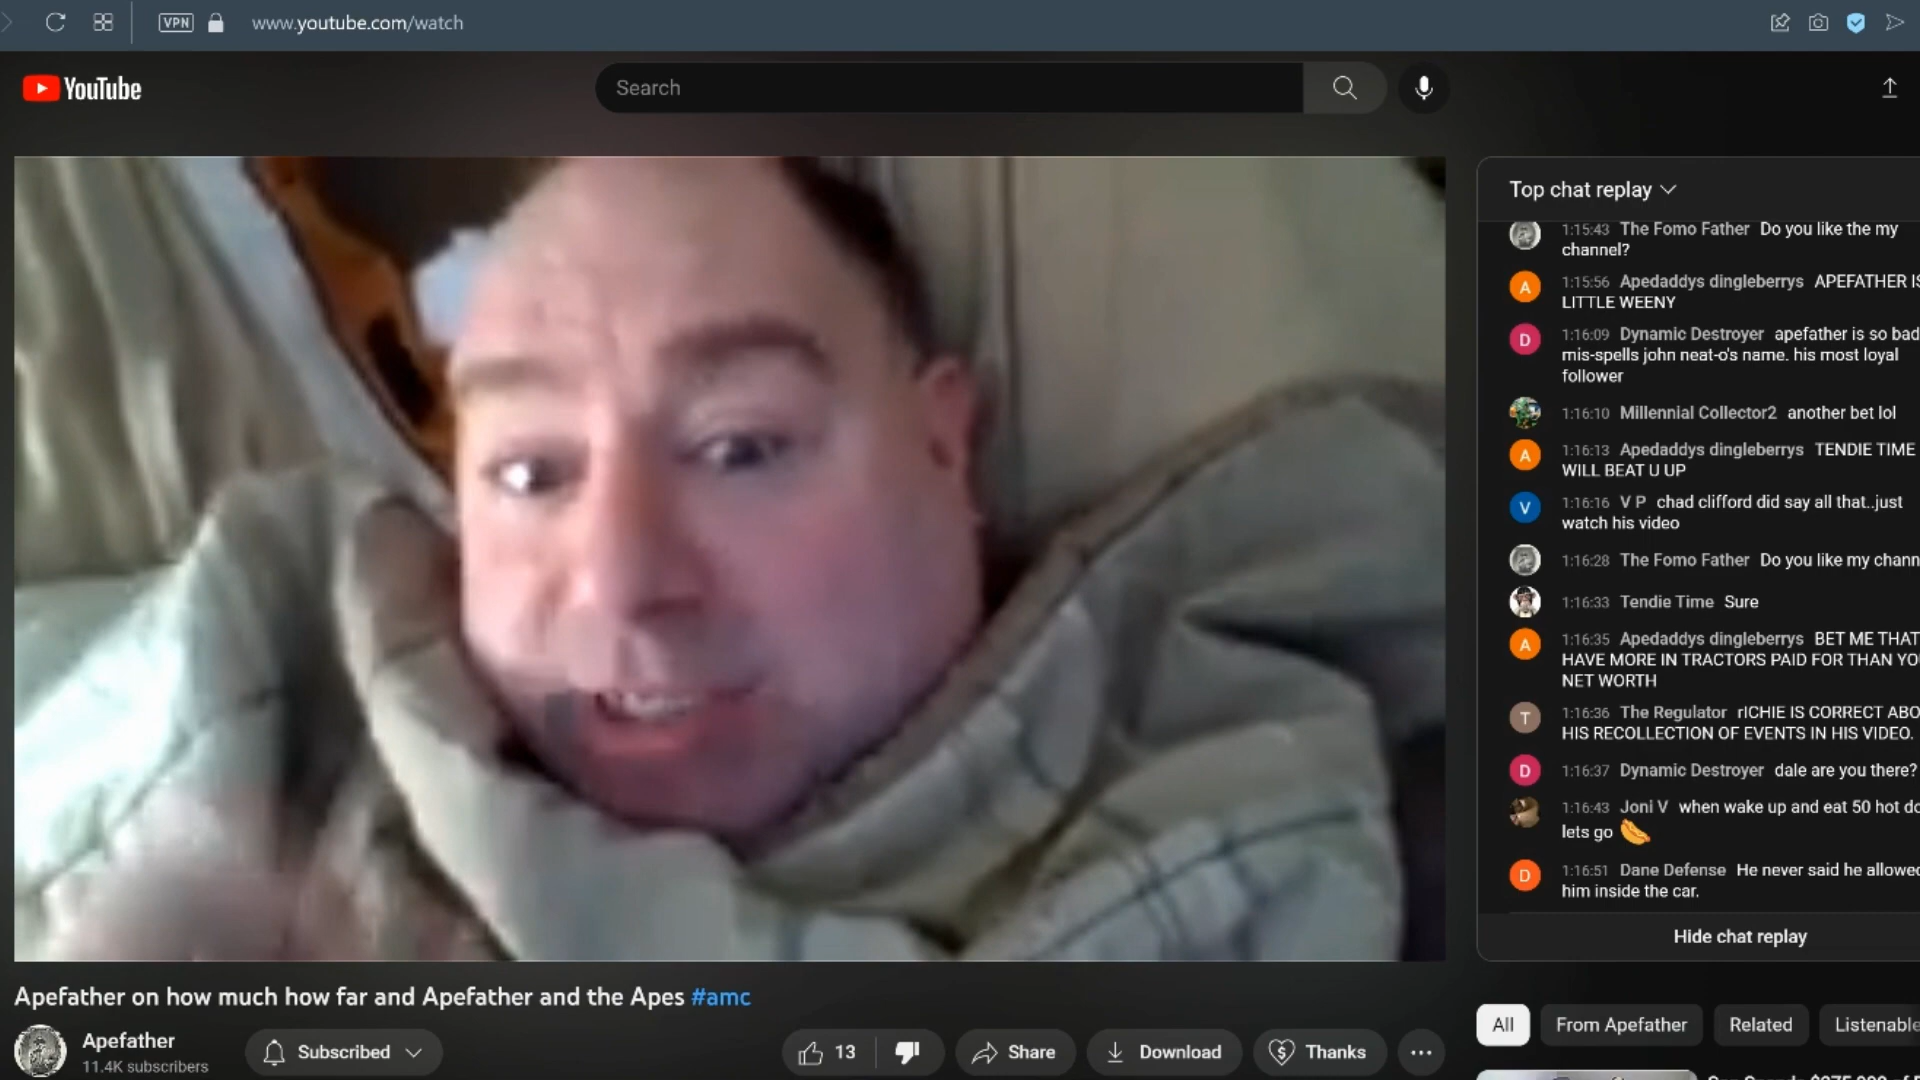 VPN
www.youtube.com/watch
YouTube
Search
Top chat replay
1:15:43 The Fomo Father Do you like the my
channel?
1:15:56 Apedaddys dingleberrys APEFATHER IS
LITTLE WEENY
1:16:09 Dynamic Destroyer apefather is so bad
mis-spells john neat-o's name. his most loyal
follower
1:16:10 Millennial Collector2 another bet lol
1:16:13 Apedaddys dingleberrys TENDIE TIME
WILL BEAT U UP
1:16:16 V P chad clifford did say all that..just
watch his video
1:16:28 The Fomo Father Do you like my chann
1:16:33 Tendie Time Sure
1:16:35 Apedaddys dingleberrys BET ME THAT
HAVE MORE IN TRACTORS PAID FOR THAN YO
NET WORTH
1:16:36 The Regulator rICHIE IS CORRECT ABO
HIS RECOLLECTION OF EVENTS IN HIS VIDEO.
1:16:37 Dynamic Destroyer dale are you there?
1:16:43 Joni V when wake up and eat 50 hot do
lets go
1:16:51 Dane Defense He never said he allowed
him inside the car.
Hide chat replay
Apefather on how much how far and Apefather and the Apes #amc
Apefather
11.4K subscribers
Subscribed
13
Share
Download
Thanks
All
From Apefather
Related
Listenable